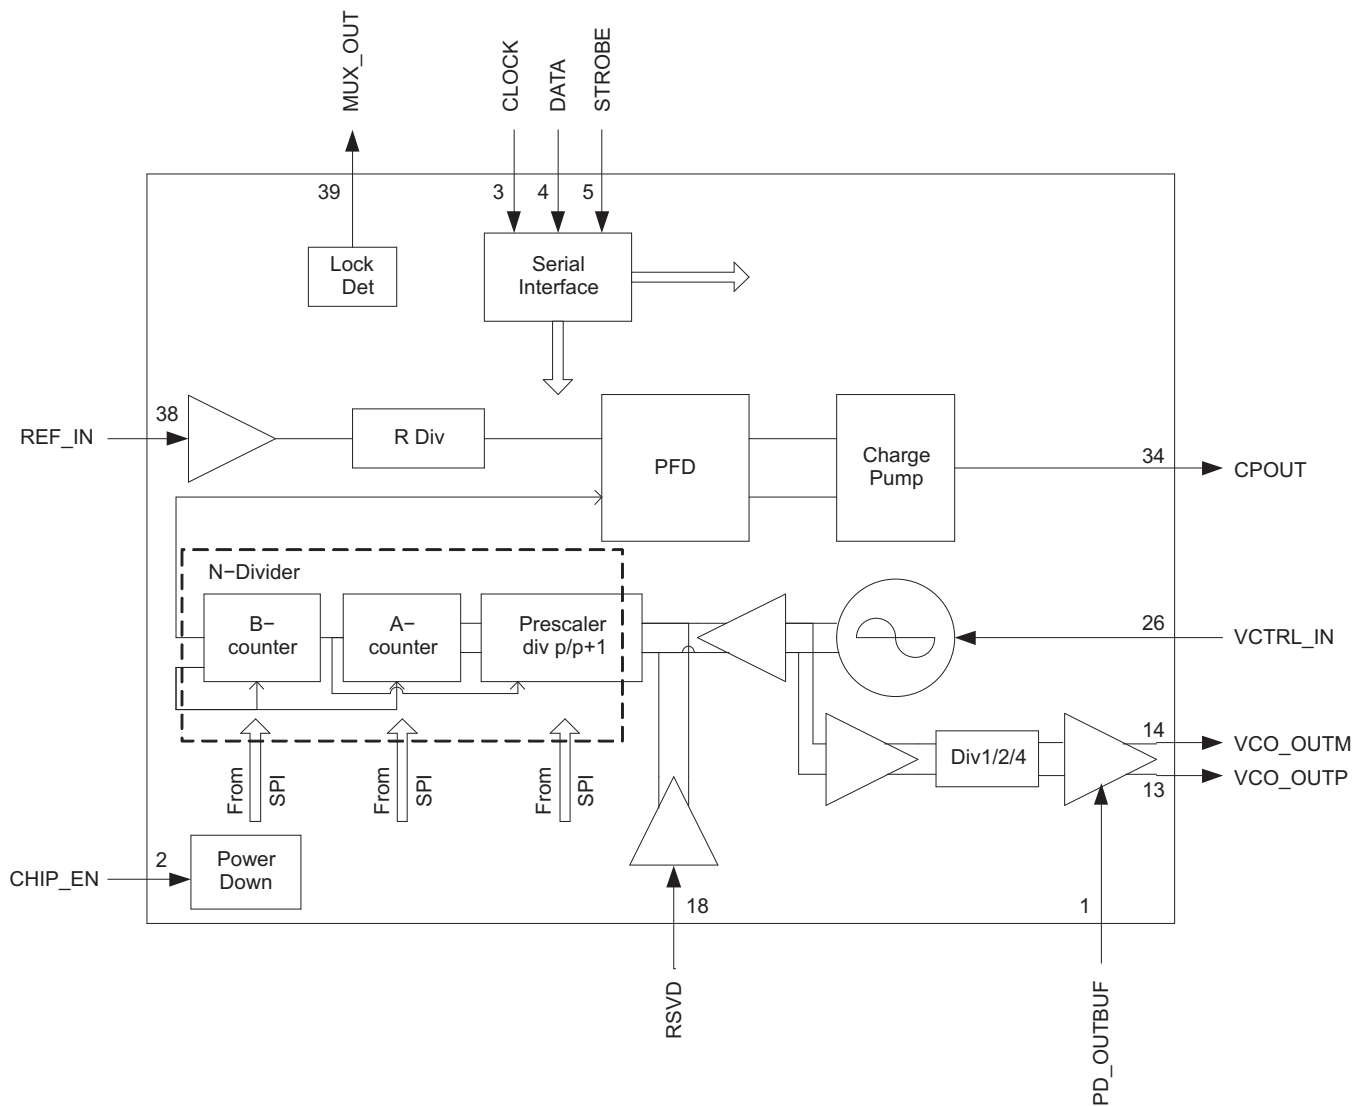 MUX_OUT
CLOCK
DATA
STROBE
39
3
4
5
Lock
Det
Serial
Interface
REF_IN
38
R Div
PFD
Charge
Pump
34
CPOUT
N−Divider
B−
counter
A−
counter
Prescaler
div p/p+1
26
VCTRL_IN
From
SPI
From
SPI
From
SPI
Div1/2/4
14
VCO_OUTM
VCO_OUTP
13
CHIP_EN
2
Power
Down
18
1
RSVD
PD_OUTBUF